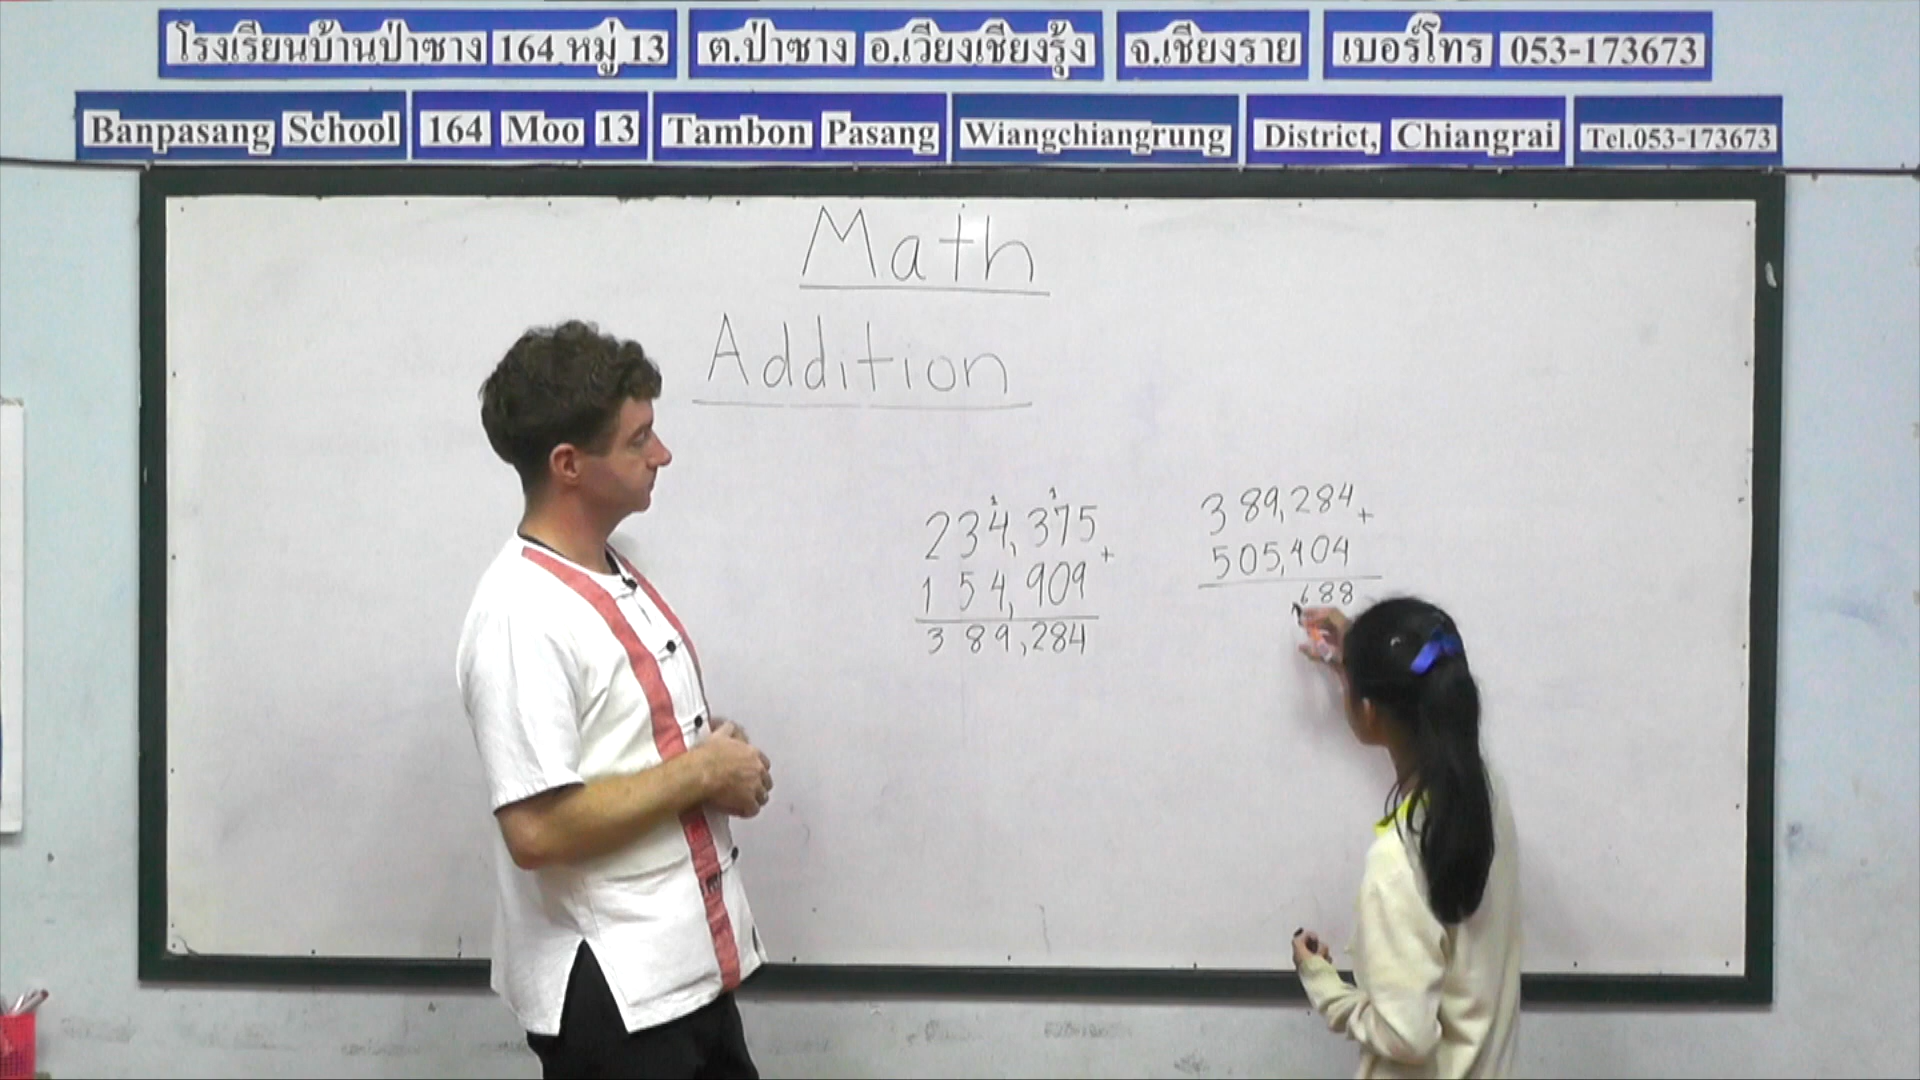 โรงเรียนบ้านป่าซาง 164 หมู่ 13 ต.ป่าซาง อ.เวียงเชียงรุ้ง จ.เชียงราย เบอร์โทร 053-173673
Banpasang School 164 Moo 13 Tambon Pasang Wiangchiangrung District, Chiangrai Tel.053-173673
Math
Addition
1 1
234,375
+
154,909
389,284
389,284
+
505,404
688